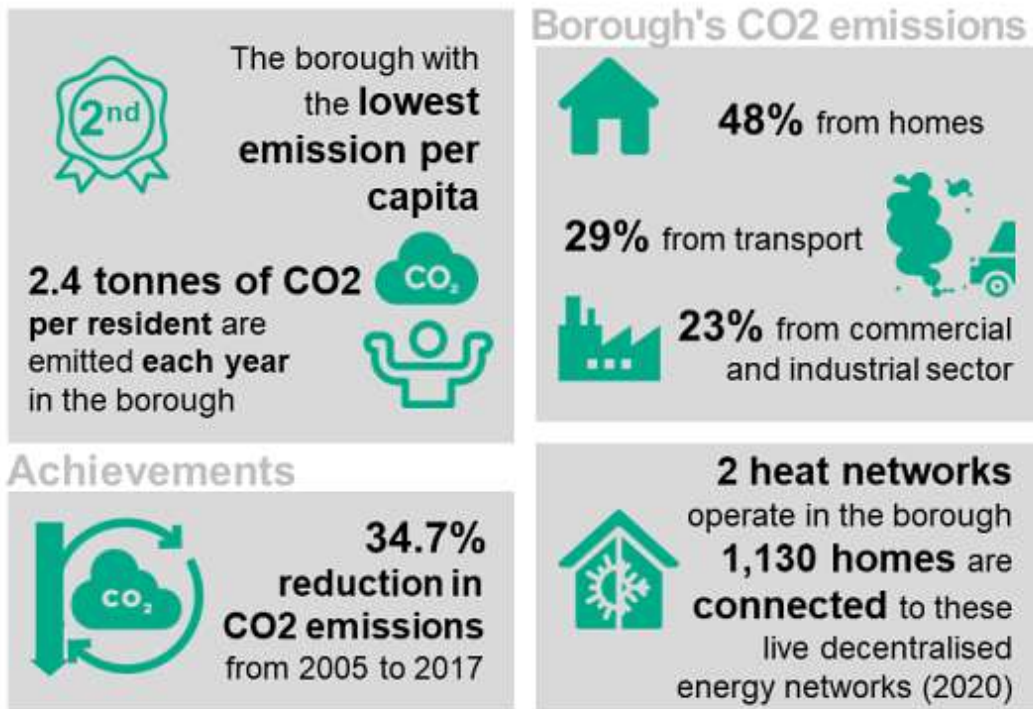 2nd
The borough with
the lowest
emission per
capita
2.4 tonnes of CO2
per resident are
emitted each year
in the borough
CO2
Borough's CO2 emissions
48% from homes
29% from transport
23% from commercial
and industrial sector
Achievements
CO2
34.7%
reduction in
CO2 emissions
from 2005 to 2017
2 heat networks
operate in the borough
1,130 homes are
connected to these
live decentralised
energy networks (2020)